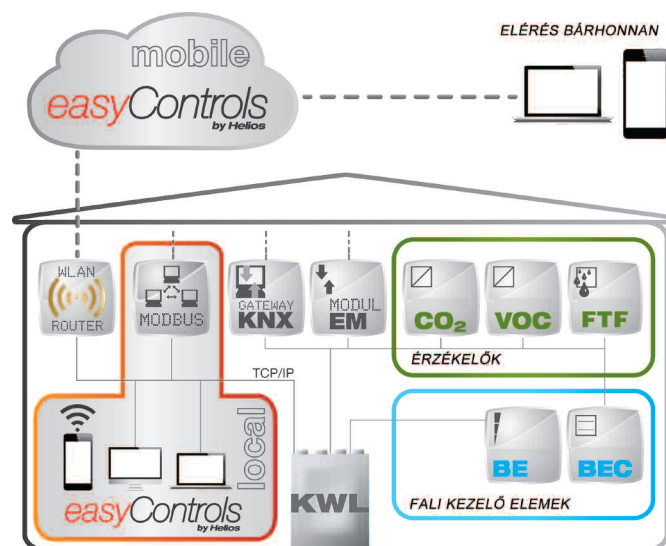 mobile
easyControls
by Helios
ELÉRÉS BÁRHONNAN
WLAN
ROUTER
MODBUS
GATEWAY
KNX
MODUL
EM
CO₂
VOC
FTF
ÉRZÉKELŐK
TCP/IP
local
easyControls
by Helios
KWL
BE
BEC
FALI KEZELŐ ELEMEK